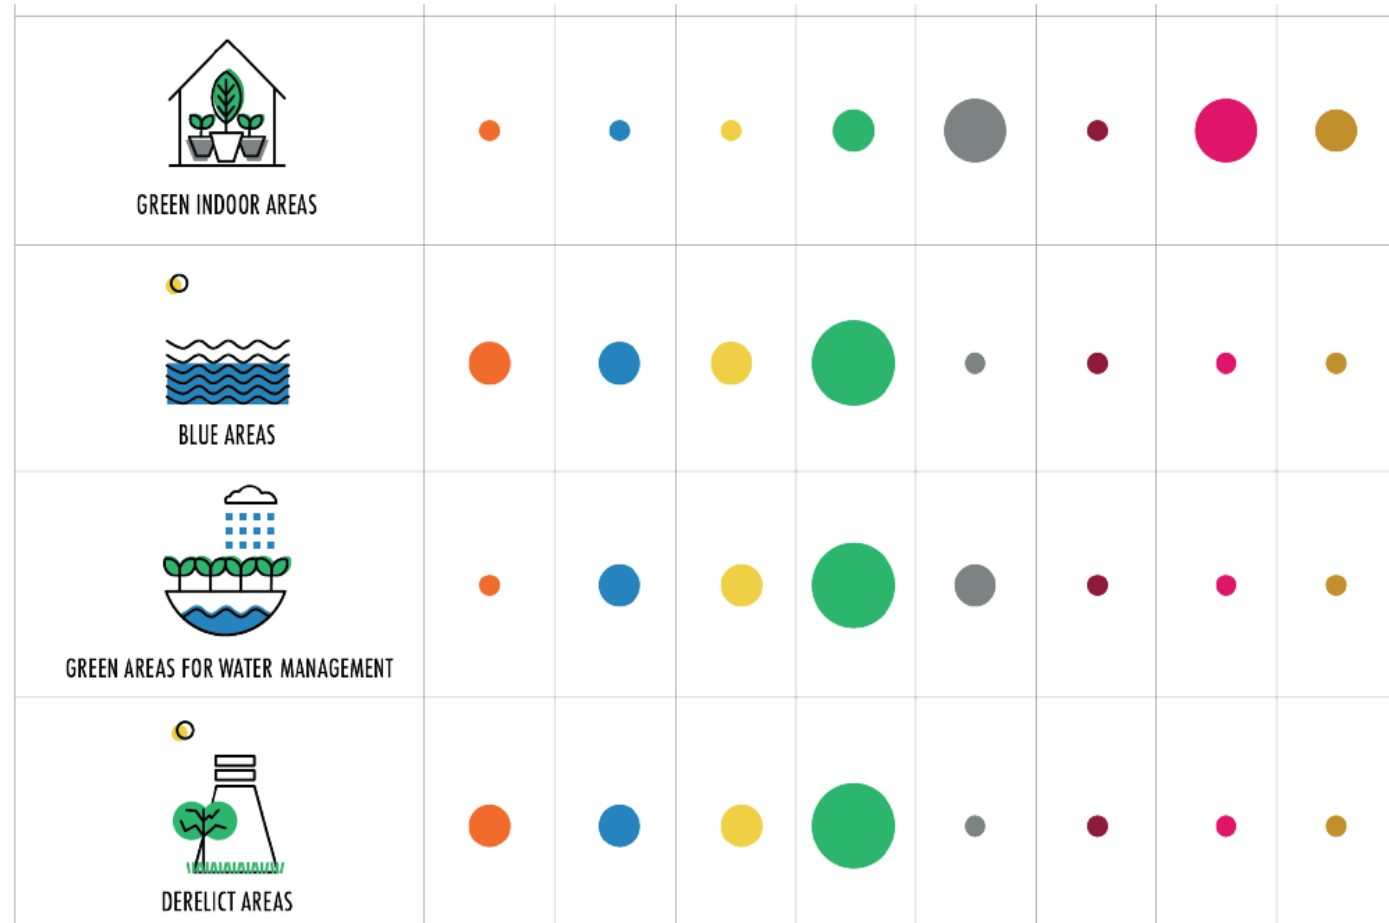 GREEN INDOOR AREAS
BLUE AREAS
GREEN AREAS FOR WATER MANAGEMENT
DERELICT AREAS